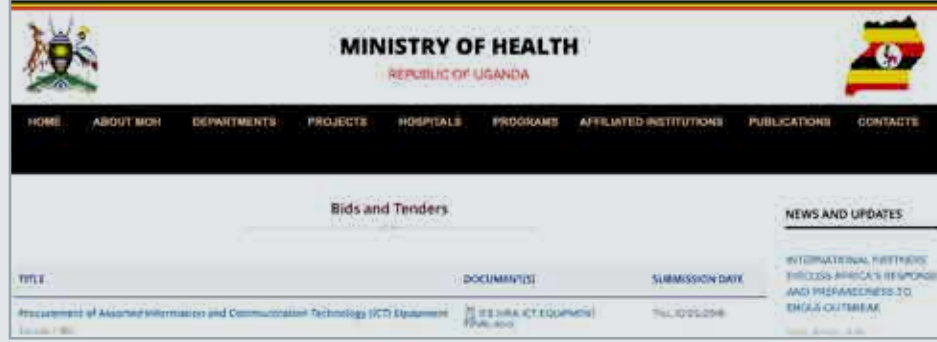 MINISTRY OF HEALTH
REPUBLIC OF UGANDA
HOME ABOUT MOH DEPARTMENTS PROJECTS HOSPITALS PROGRAMS AFFILIATED INSTITUTIONS PUBLICATIONS CONTACTS
Bids and Tenders
NEWS AND UPDATES
TITLE DOCUMENT(S) SUBMISSION DATE
INTERNATIONAL PARTNERS
DISCUSS AFRICA'S RESPONSE
AND PREPAREDNESS TO
EBOLA OUTBREAK
Procurement of Assorted Information and Communication Technology (ICT) Equipment
ICT EQUIPMENT